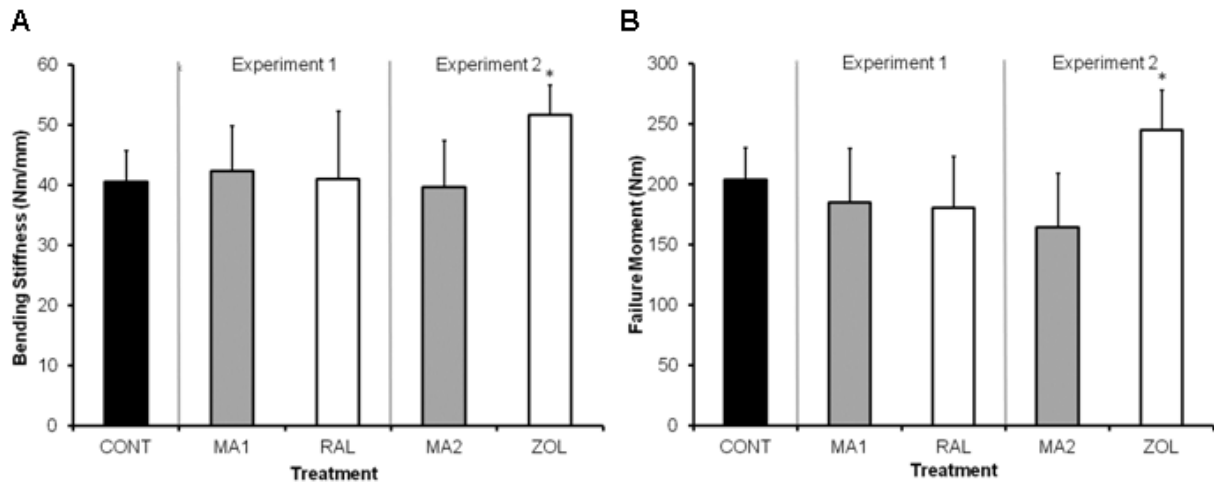 A
Experiment 1
Experiment 2
*
60
50
40
30
20
10
0
Bending Stiffness (Nm/mm)
CONT MA1 RAL MA2 ZOL
Treatment
B
Experiment 1
Experiment 2
*
300
250
200
150
100
50
0
Failure Moment (Nm)
CONT MA1 RAL MA2 ZOL
Treatment